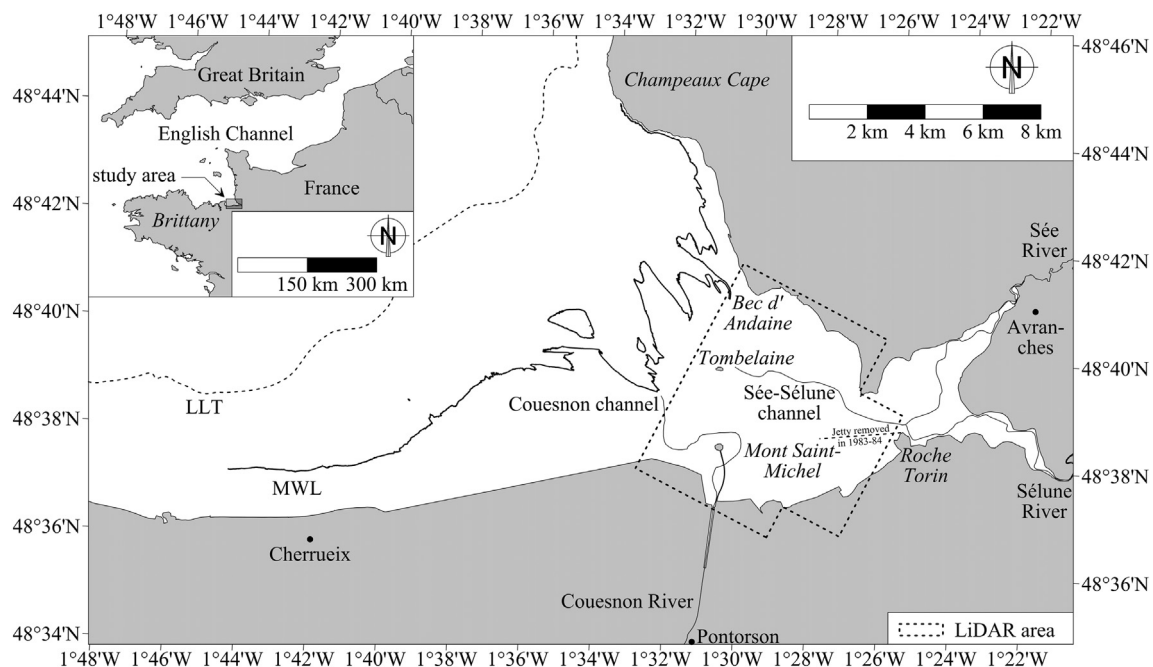 1°48'W 1°46'W 1°44'W 1°42'W 1°40'W 1°38'W 1°36'W 1°34'W 1°32'W 1°30'W 1°28'W 1°26'W 1°24'W 1°22'W
48°46'N
48°44'N
48°42'N
48°40'N
48°38'N
48°36'N
48°34'N
Great Britain
English Channel
study area
France
Brittany
N
150 km 300 km
Champeaux Cape
N
2 km 4 km 6 km 8 km
48°44'N
48°42'N
48°40'N
48°38'N
48°36'N
Sée
River
Avran-
ches
Bec d'
Andaine
Tombelaine
LLT
Couesnon channel
Sée-Sélune
channel
Jetty removed
in 1983-84
Mont Saint-
Michel
Roche
Torin
MWL
Sélune
River
Cherrueix
Couesnon River
Pontorson
LiDAR area
1°48'W 1°46'W 1°44'W 1°42'W 1°40'W 1°38'W 1°36'W 1°34'W 1°32'W 1°30'W 1°28'W 1°26'W 1°24'W